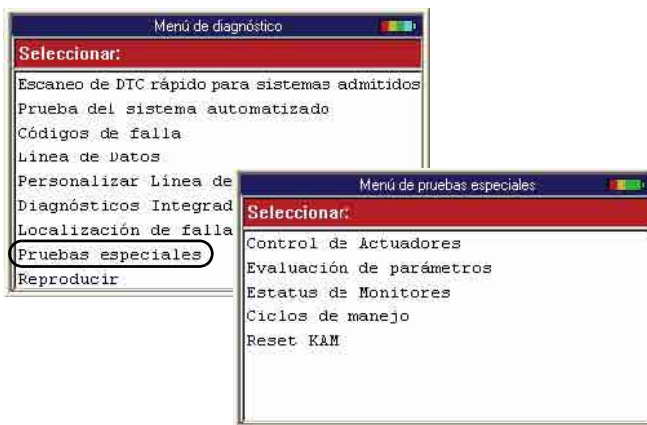 Menú de diagnóstico
Seleccionar:
Escaneo de DTC rápido para sistemas admitidos
Prueba del sistema automatizado
Códigos de falla
Línea de Datos
Personalizar Línea de
Diagnósticos Integrad
Localización de falla
Pruebas especiales
Reproducir
Menú de pruebas especiales
Seleccionar:
Control de Actuadores
Evaluación de parámetros
Estatus de Monitores
Ciclos de manejo
Reset KAM